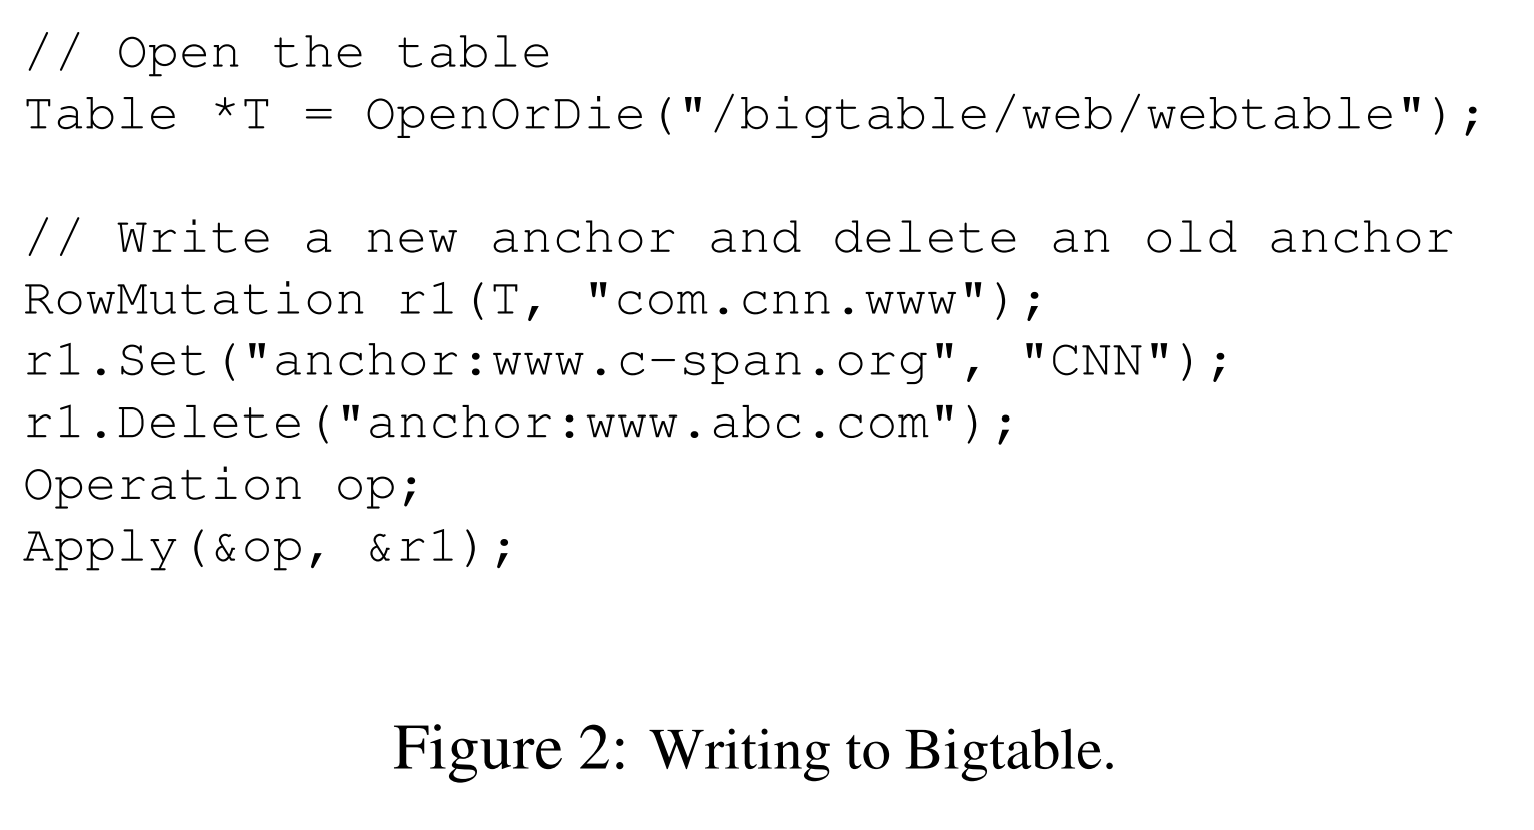 // Open the table
Table *T = OpenOrDie("/bigtable/web/webtable");
// Write a new anchor and delete an old anchor
RowMutation r1(T, "com.cnn.www");
r1.Set("anchor:www.c-span.org", "CNN");
r1.Delete("anchor:www.abc.com");
Operation op;
Apply(&op, &r1);
Figure 2: Writing to Bigtable.